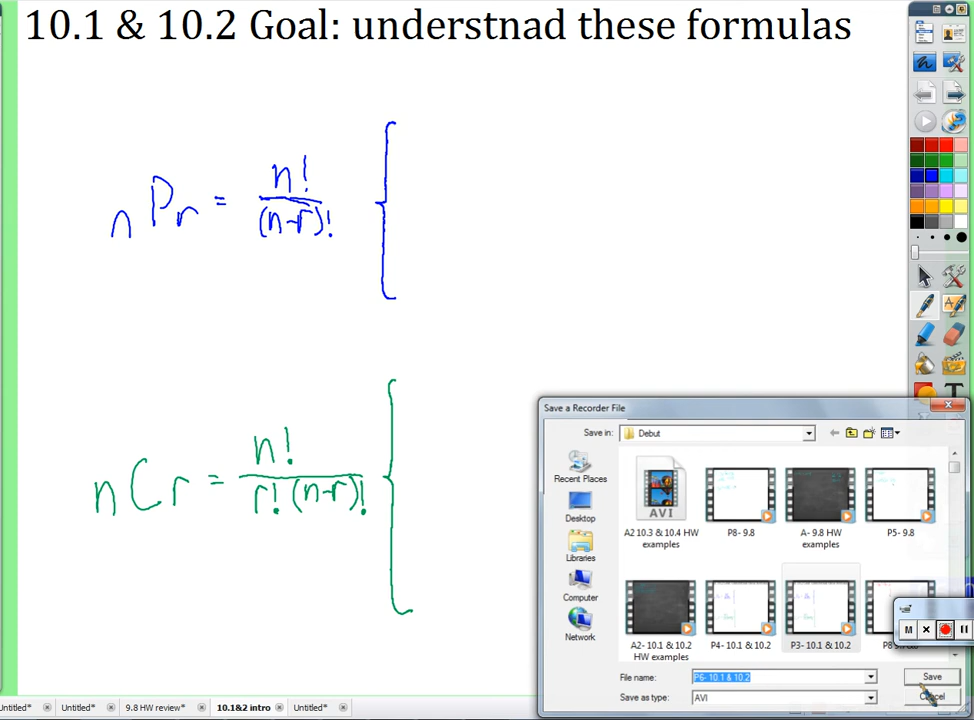 10.1 & 10.2 Goal: understnad these formulas
nPr = n! / (n-r)!
nCr = n! / r! (n-r)!
Save a Recorder File
Save in: Debut
Recent Places
Desktop
Libraries
Computer
Network
AVI
A2 10.3 & 10.4 HW examples
P8- 9.8
A- 9.8 HW examples
P5- 9.8
A2- 10.1 & 10.2 HW examples
P4- 10.1 & 10.2
P3- 10.1 & 10.2
File name: P6- 10.1 & 10.2
Save
Save as type: AVI
Cancel
M
Untitled*
9.8 HW review*
10.1&2 intro
Untitled*